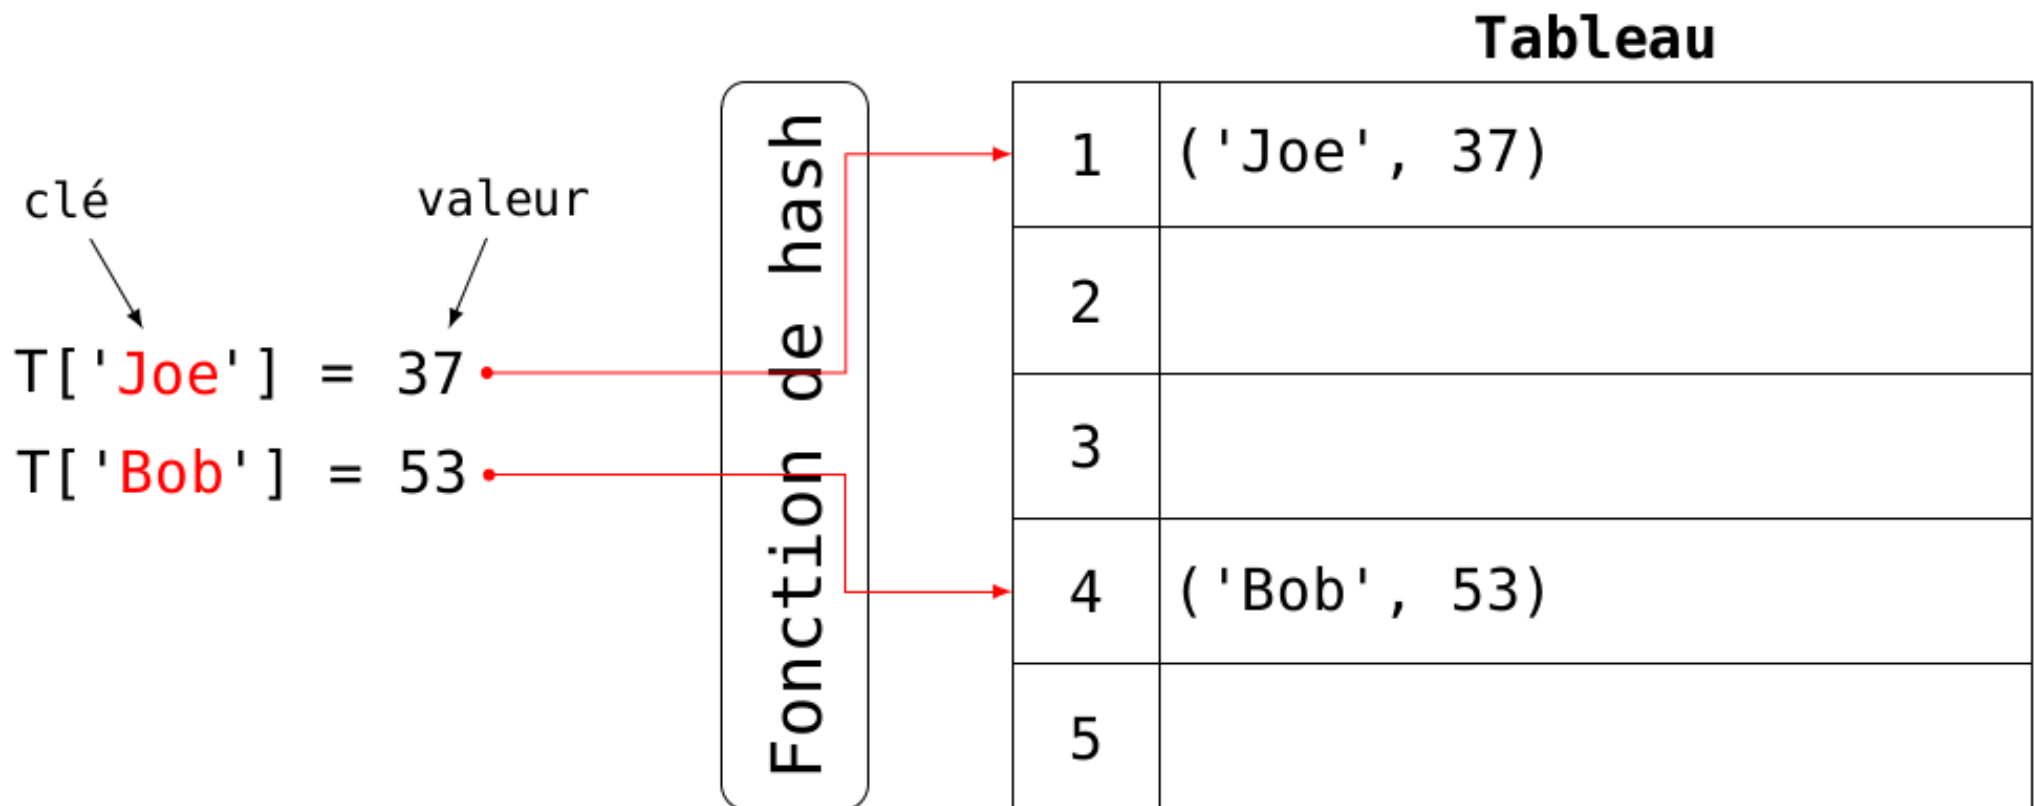 Tableau
clé valeur
T['Joe'] = 37
T['Bob'] = 53
Fonction de hash
1 ('Joe', 37)
2
3
4 ('Bob', 53)
5